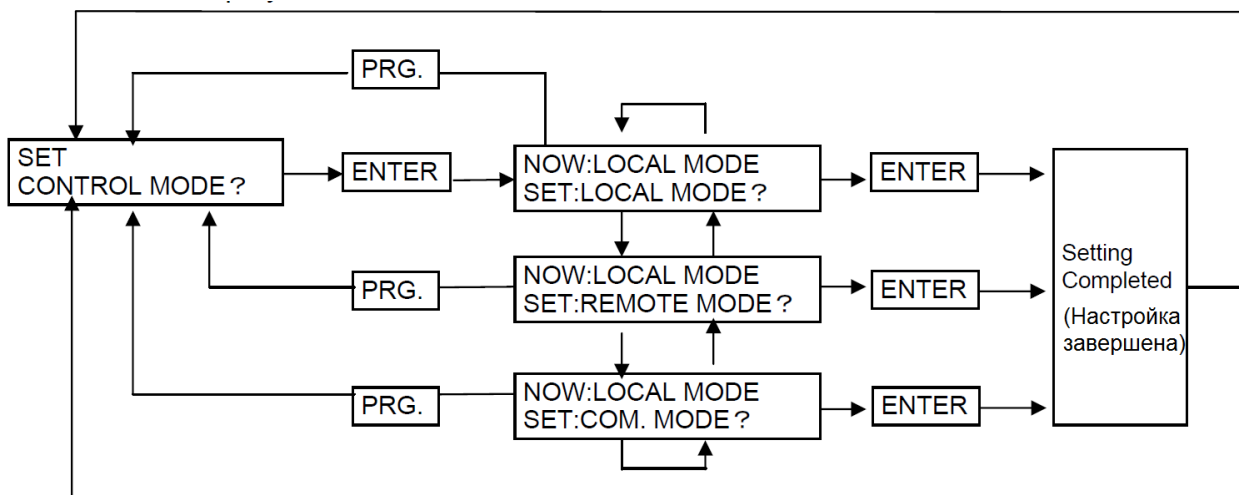 PRG.
SET
CONTROL MODE?
ENTER
NOW:LOCAL MODE
SET:LOCAL MODE?
ENTER
PRG.
NOW:LOCAL MODE
SET:REMOTE MODE?
ENTER
Setting
Completed
(Настройка
завершена)
PRG.
NOW:LOCAL MODE
SET:COM. MODE?
ENTER